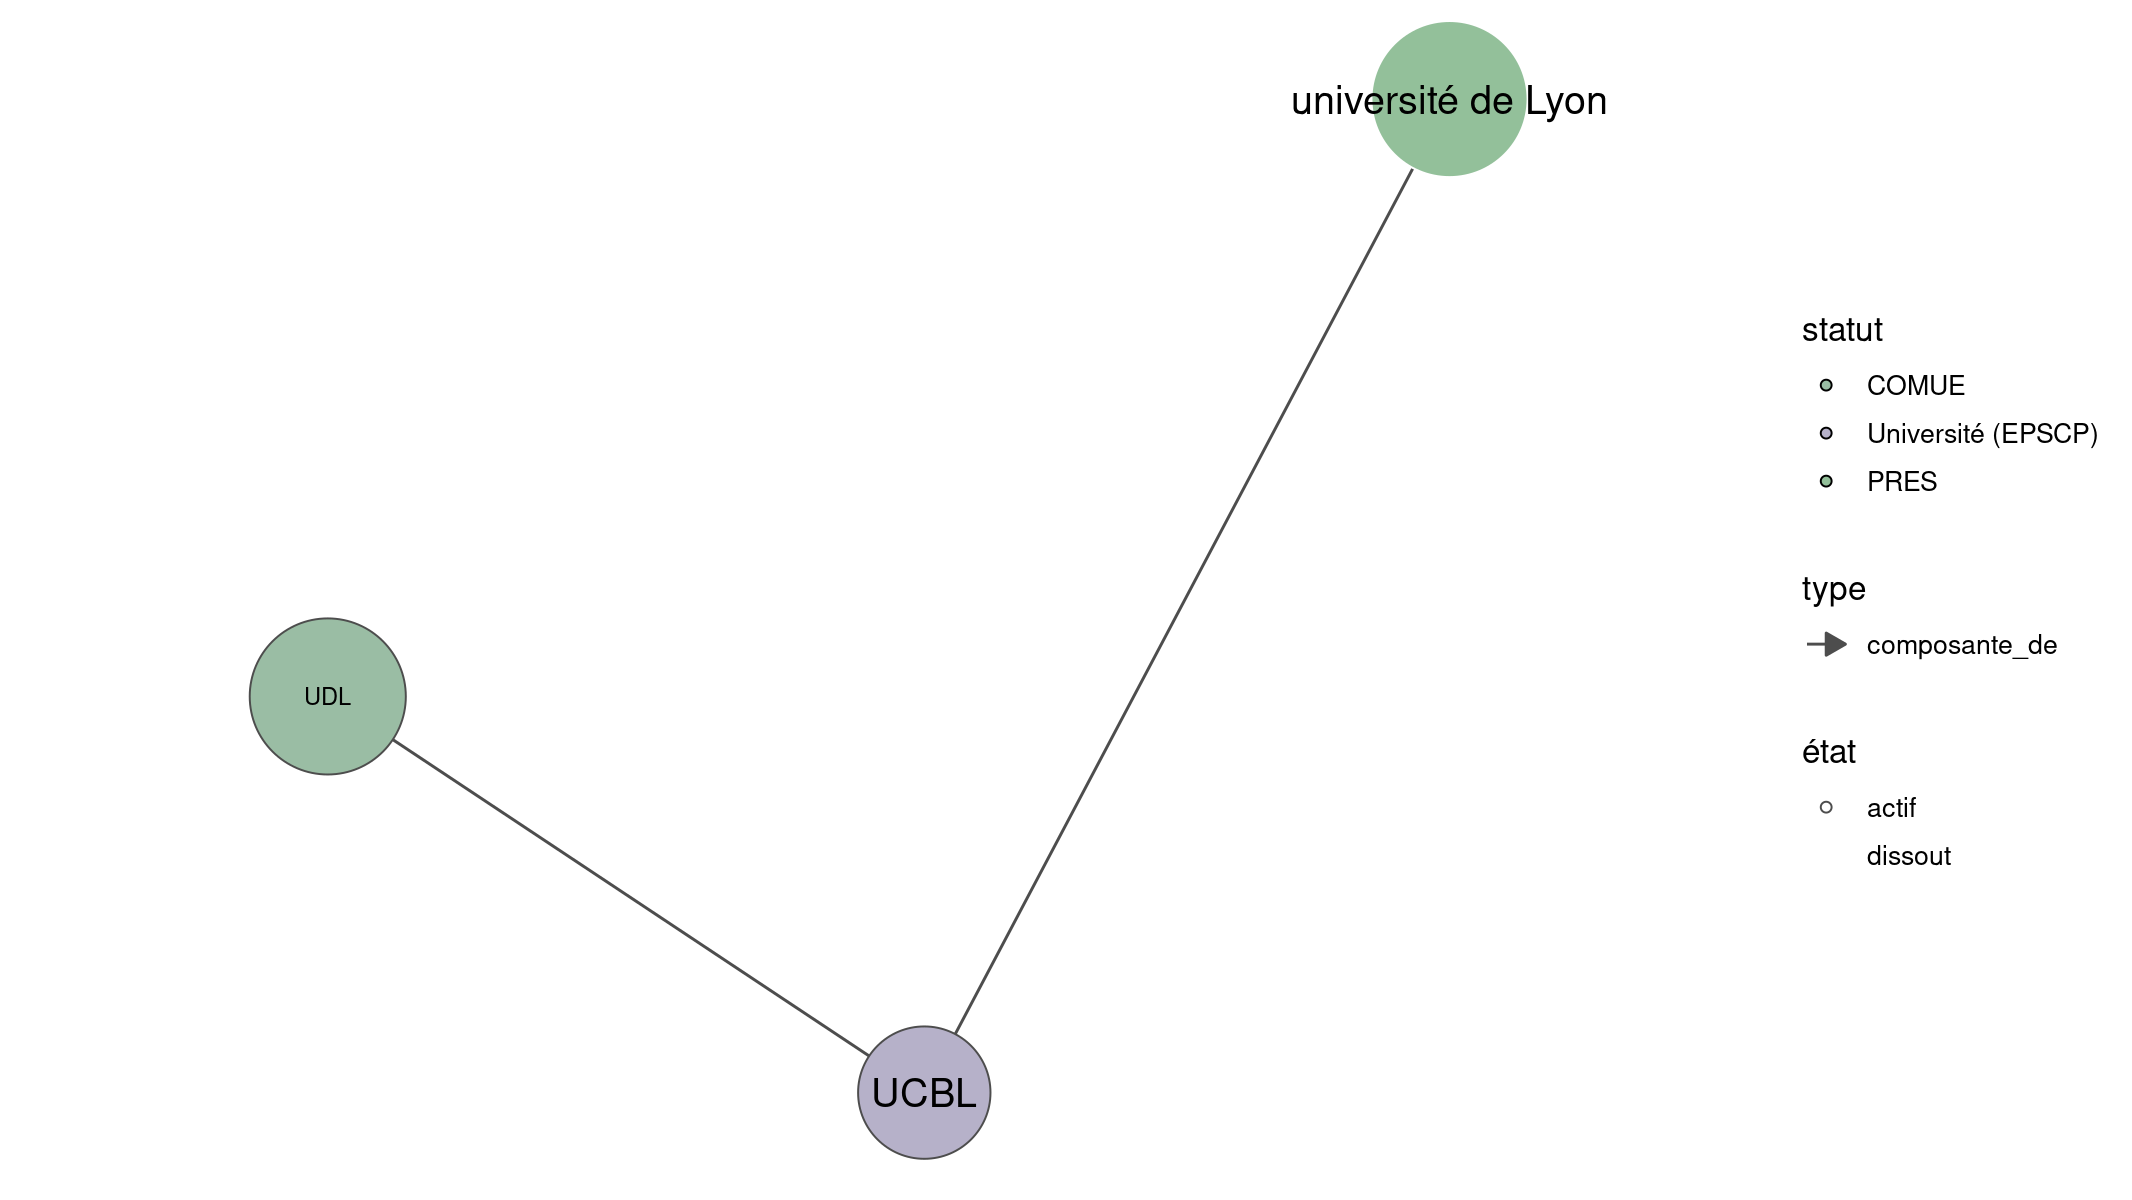 université de Lyon
UDL
UCBL
statut
COMUE
Université (EPSCP)
PRES
type
composante_de
état
actif
dissout